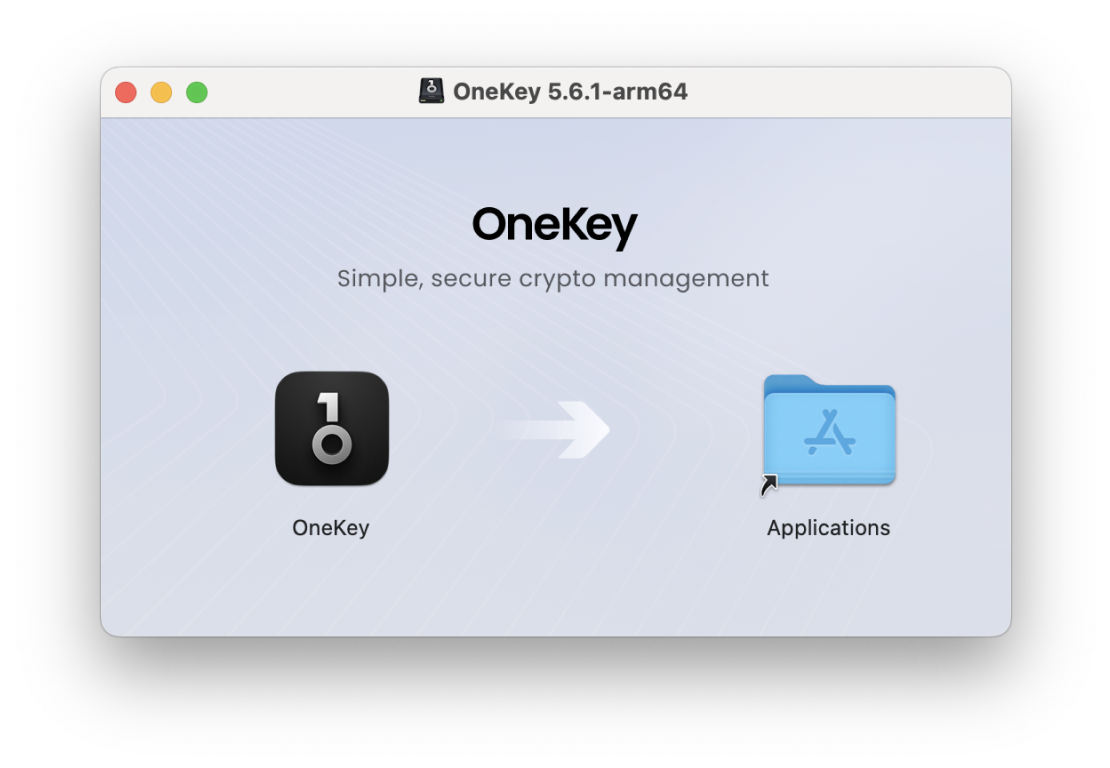 OneKey 5.6.1-arm64
OneKey
Simple, secure crypto management
OneKey
Applications